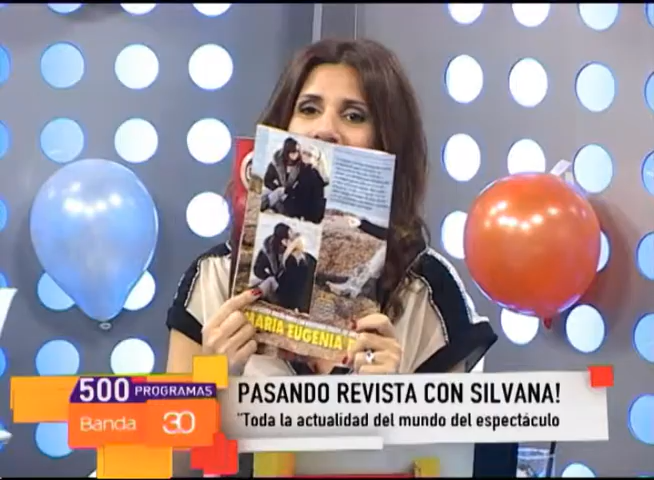 MARIA EUGENIA
500 PROGRAMAS
Banda 30
PASANDO REVISTA CON SILVANA!
"Toda la actualidad del mundo del espectáculo